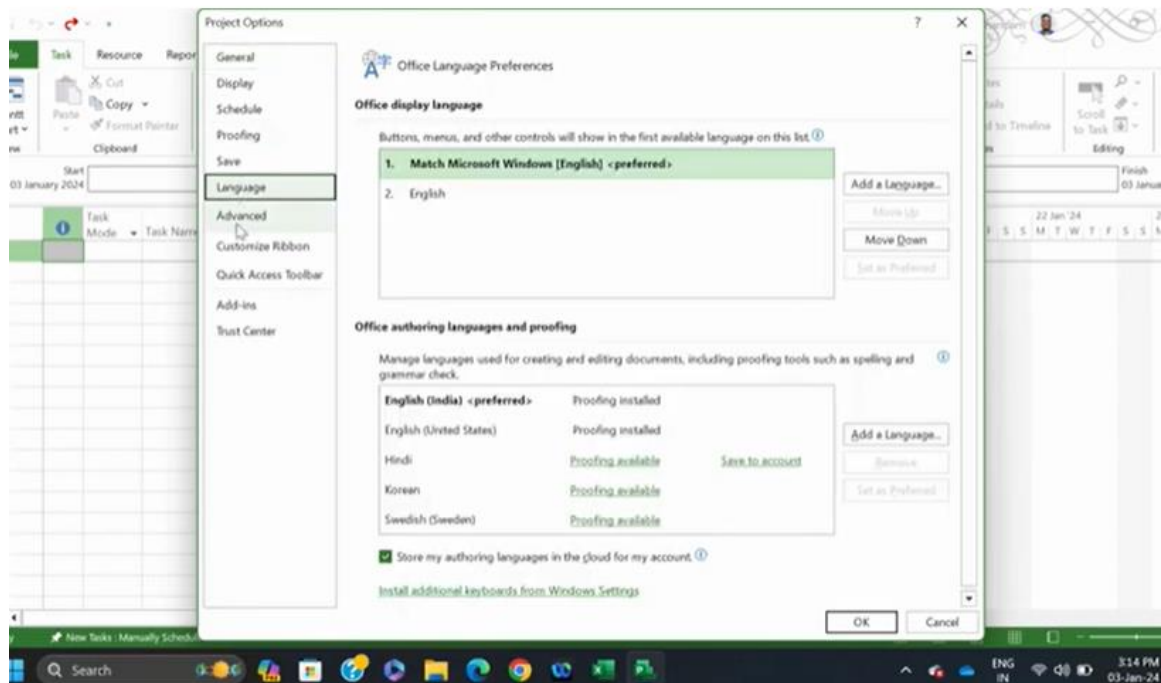 Project Options
?
Task
Resource
Repor
Cut
Copy
Paste
Format Painter
Clipboard
Start
03 January 2024
Task
Mode
Task Name
General
Display
Schedule
Proofing
Save
Language
Advanced
Customize Ribbon
Quick Access Toolbar
Add-ins
Trust Center
Office Language Preferences
Office display language
Buttons, menus, and other controls will show in the first available language on this list.
1. Match Microsoft Windows [English] <preferred>
2. English
Add a Language...
Move Up
Move Down
Set as Preferred
Office authoring languages and proofing
Manage languages used for creating and editing documents, including proofing tools such as spelling and
grammar check.
English (India) <preferred> Proofing installed
English (United States) Proofing installed
Hindi Proofing available Save to account
Korean Proofing available
Swedish (Sweden) Proofing available
Add a Language...
Remove
Set as Preferred
Store my authoring languages in the cloud for my account.
Install additional keyboards from Windows Settings
OK Cancel
to Timeline
Scroll
to Task
Editing
Finish
03 Janua
22 Jan '24
F S S M T W T F S S M
New Tasks : Manually Schedul
Search
ENG
IN
3:14 PM
03-Jan-24